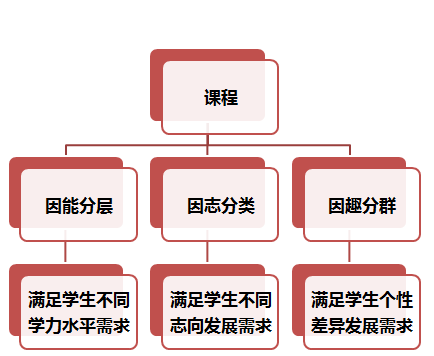 课程
因能分层
因志分类
因趣分群
满足学生不同
学力水平需求
满足学生不同
志向发展需求
满足学生个性
差异发展需求